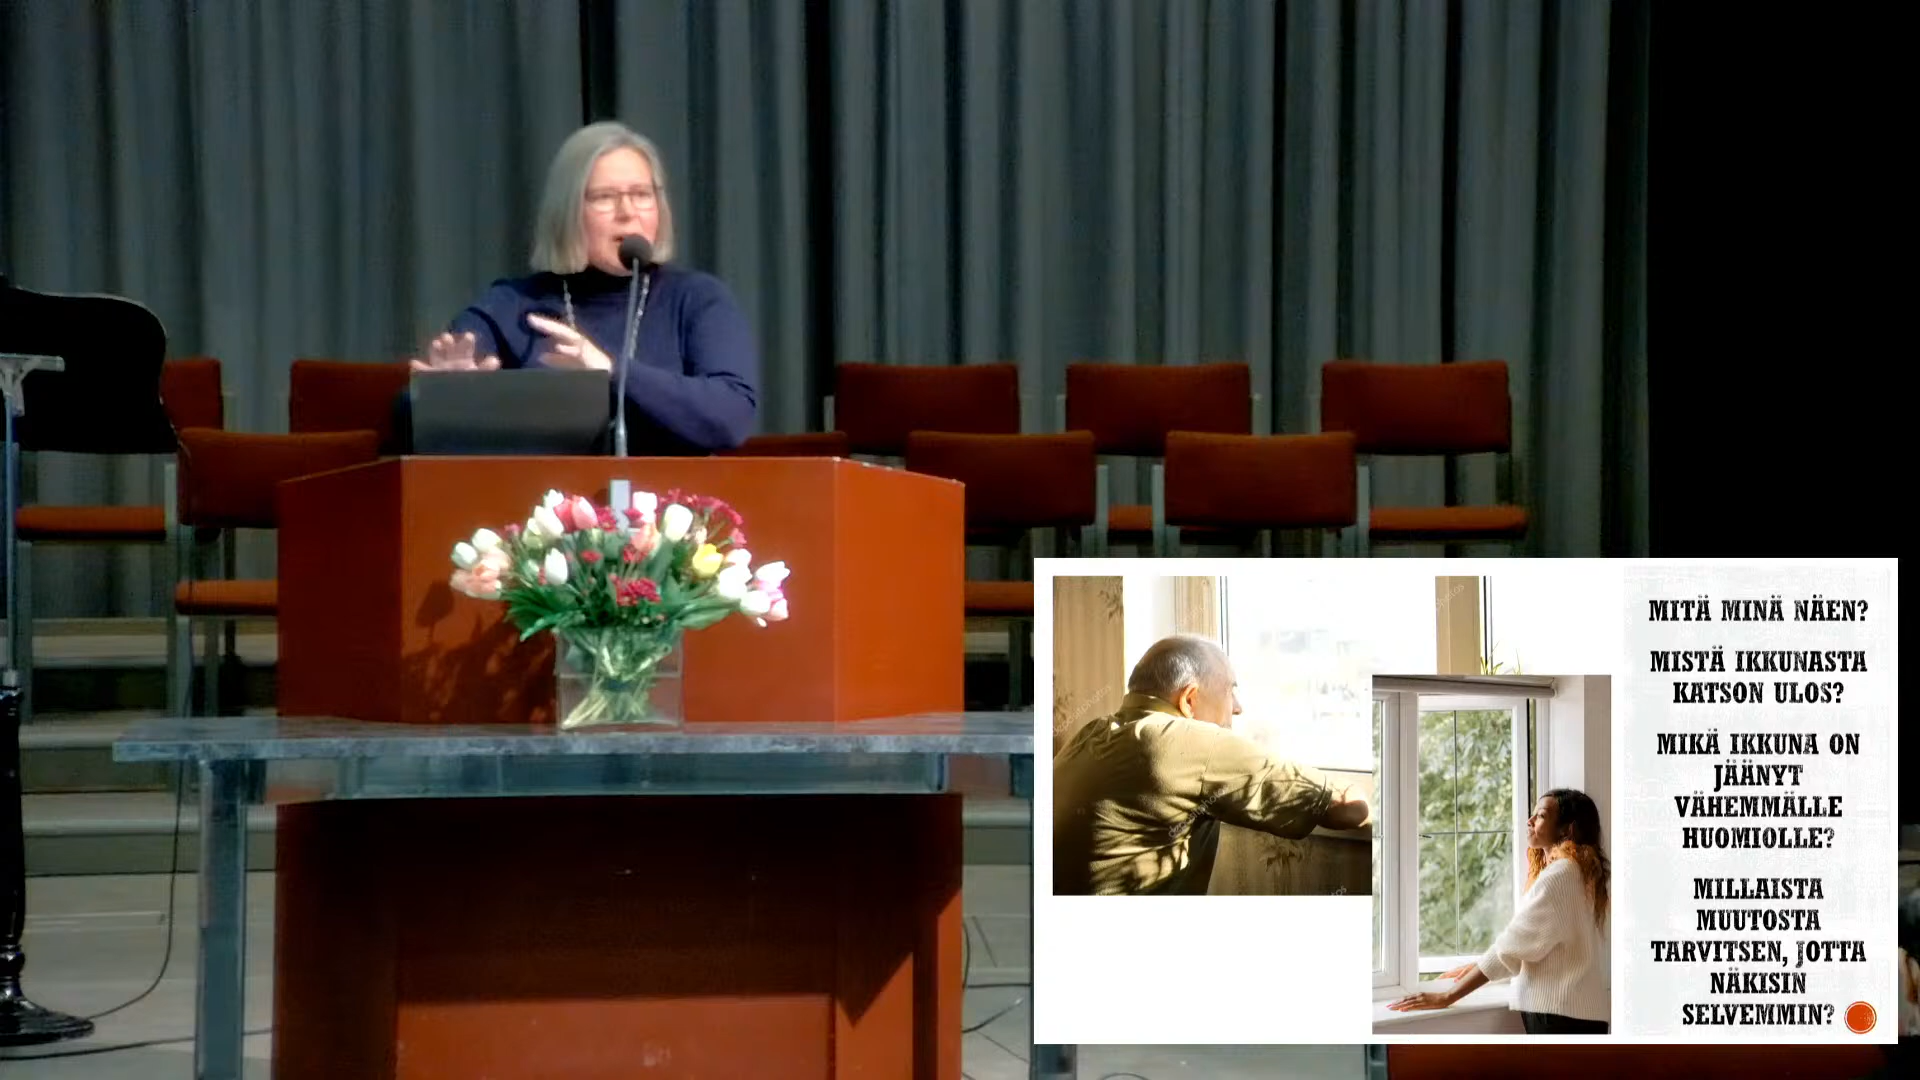 MITÄ MINÄ NÄEN?
MISTÄ IKKUNASTA
KATSON ULOS?
MIKÄ IKKUNA ON
JÄÄNYT
VÄHEMMÄLLE
HUOMIOLLE?
MILLAISTA
MUUTOSTA
TARVITSEN, JOTTA
NÄKISIN
SELVEMMIN?